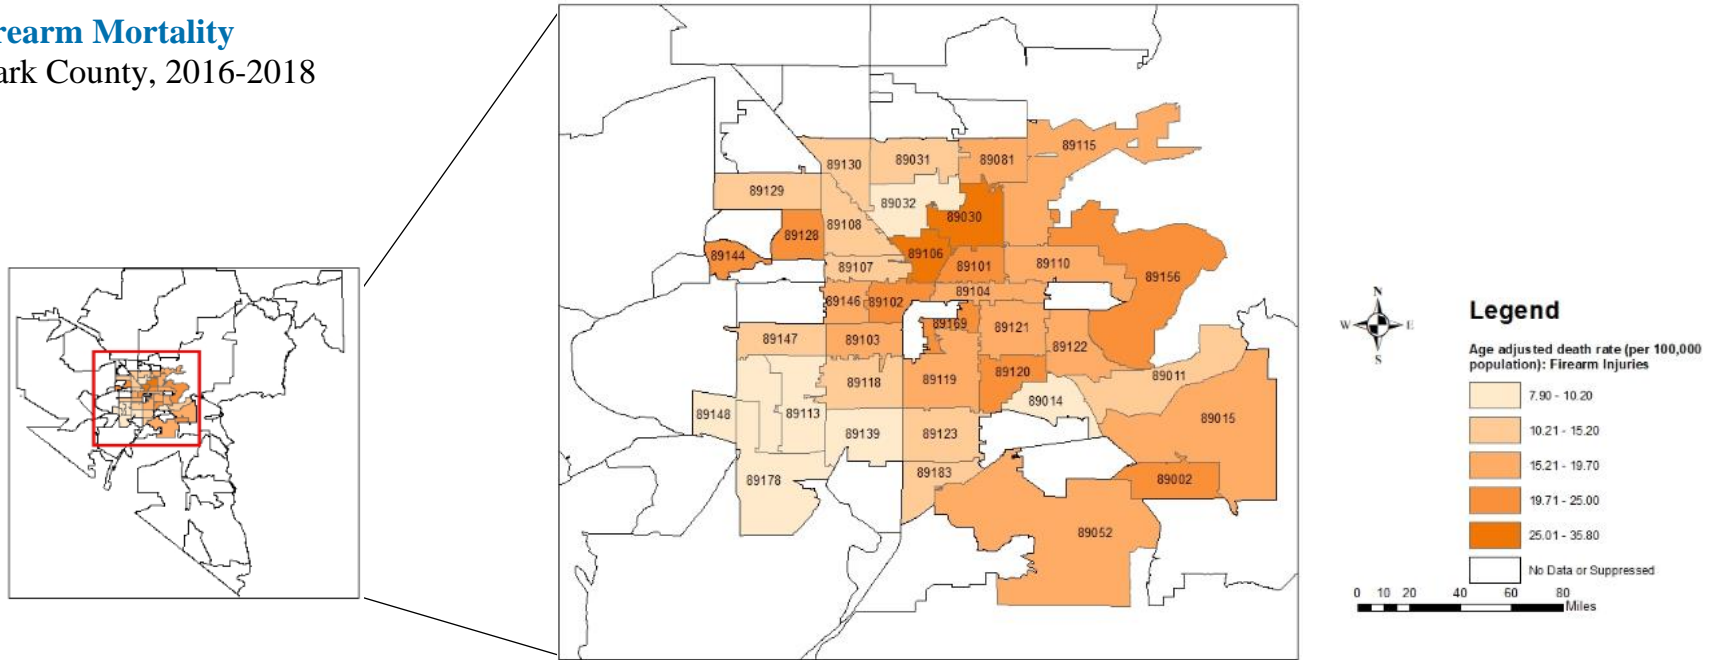 rearm Mortality
ark County, 2016-2018
89115
89130
89031
89081
89129
89032
89030
89108
89128
89144
89106
89107
89101
89110
89156
89146
89102
89104
89169
89121
89147
89103
89122
89118
89119
89120
89011
89148
89113
89014
89015
89139
89123
89178
89183
89002
89052
N
W E
S
Legend
Age adjusted death rate (per 100,000
population): Firearm Injuries
7.90 - 10.20
10.21 - 15.20
15.21 - 19.70
19.71 - 25.00
25.01 - 35.80
No Data or Suppressed
0 10 20 40 60 80
Miles